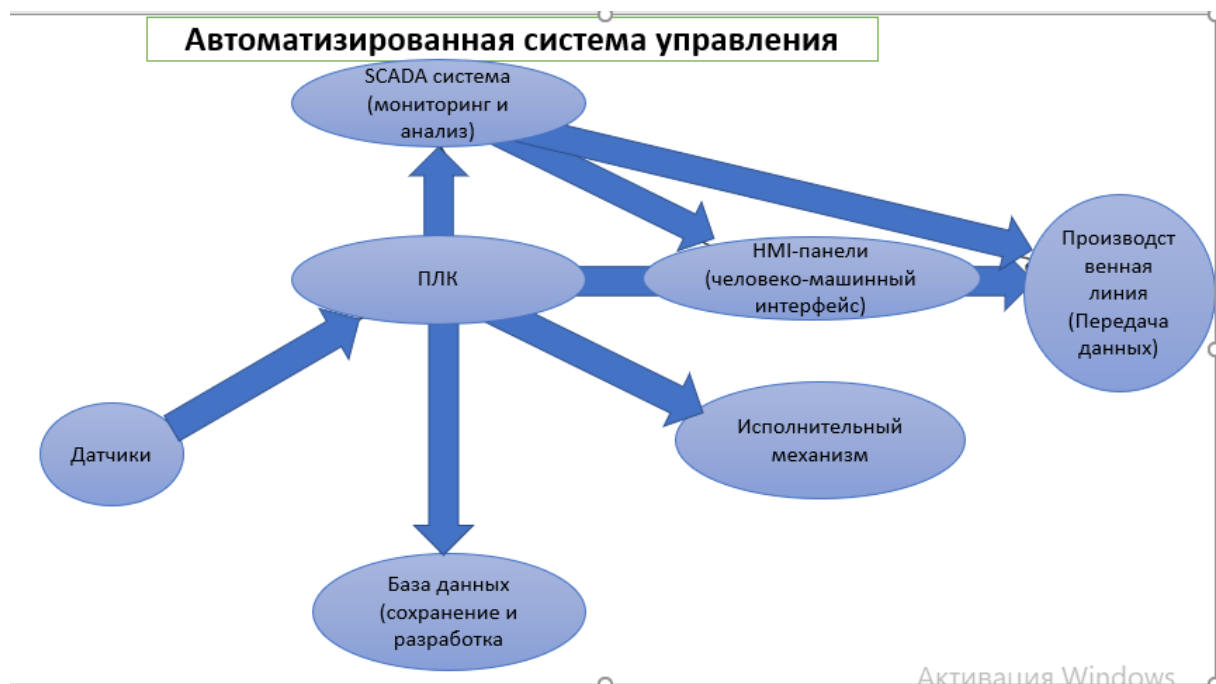 Автоматизированная система управления
SCADA система
(мониторинг и
анализ)
ПЛК
HMI-панели
(человеко-машинный
интерфейс)
Производст
венная
линия
(Передача
данных)
Датчики
Исполнительный
механизм
База данных
(сохранение и
разработка
Активация Windows